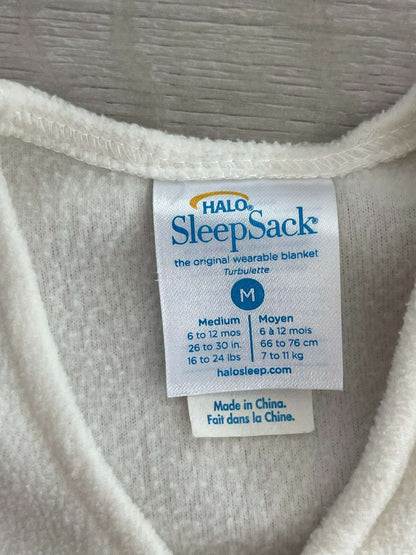 HALO®
SleepSack®
the original wearable blanket
Turbulette
M
Medium | Moyen
6 to 12 mos | 6 à 12 mois
26 to 30 in. | 66 to 76 cm
16 to 24 lbs | 7 to 11 kg
halosleep.com
Made in China.
Fait dans la Chine.